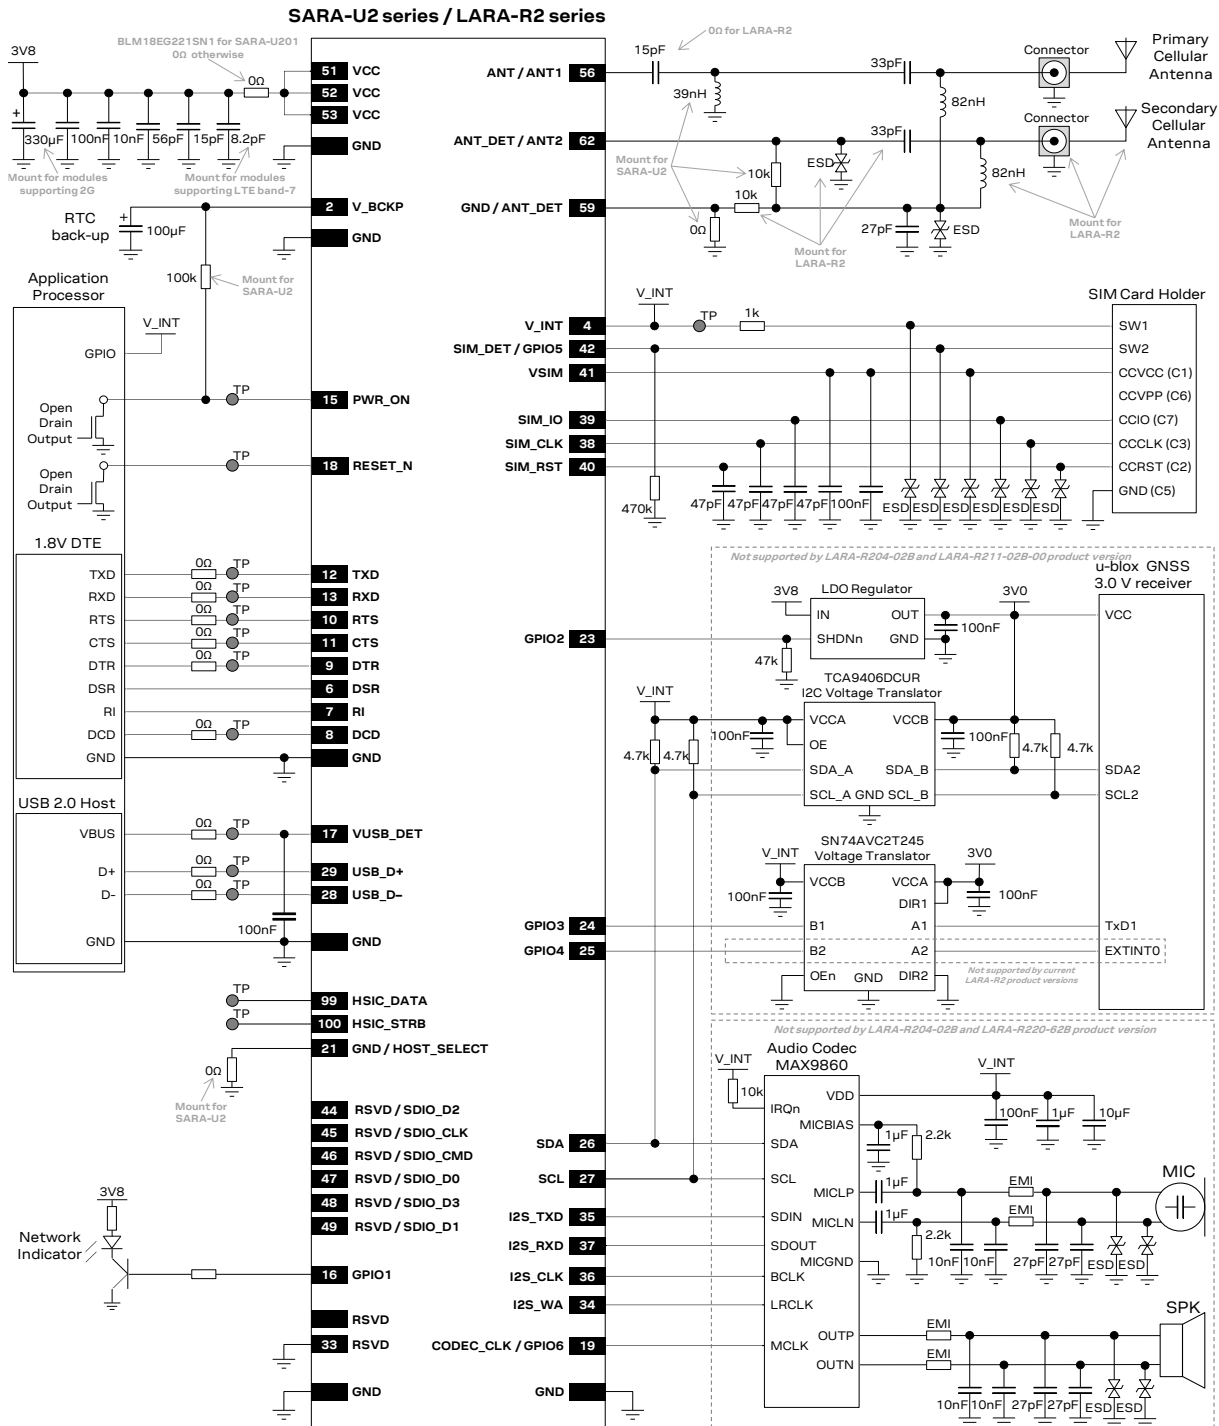 SARA-U2 series / LARA-R2 series
BLM18EG221SN1 for SARA-U201
0Ω otherwise
3V8
0Ω
51 VCC
52 VCC
53 VCC
GND
330µF 100nF 10nF 56pF 15pF 8.2pF
Mount for modules
supporting 2G
Mount for modules
supporting LTE band-7
RTC
back-up
100µF
2 V_BCKP
GND
100k
Mount for
SARA-U2
Application
Processor
V_INT
GPIO
Open
Drain
Output
TP
15 PWR_ON
Open
Drain
Output
TP
18 RESET_N
1.8V DTE
TXD 0Ω TP 12 TXD
RXD 0Ω TP 13 RXD
RTS 0Ω TP 10 RTS
CTS 0Ω TP 11 CTS
DTR 0Ω TP 9 DTR
DSR 6 DSR
RI 7 RI
DCD 0Ω TP 8 DCD
GND GND
USB 2.0 Host
VBUS 0Ω TP 17 VUSB_DET
D+ 0Ω TP 29 USB_D+
D- 0Ω TP 28 USB_D–
100nF
GND GND
TP 99 HSIC_DATA
TP 100 HSIC_STRB
21 GND / HOST_SELECT
0Ω
Mount for
SARA-U2
44 RSVD / SDIO_D2
45 RSVD / SDIO_CLK
46 RSVD / SDIO_CMD
47 RSVD / SDIO_D0
48 RSVD / SDIO_D3
49 RSVD / SDIO_D1
3V8
Network
Indicator
16 GPIO1
RSVD
33 RSVD
GND
ANT / ANT1 56
15pF
0Ω for LARA-R2
39nH
33pF
82nH
Connector
Primary
Cellular
Antenna
ANT_DET / ANT2 62
Mount for
SARA-U2
10k
ESD
33pF
82nH
Connector
Secondary
Cellular
Antenna
GND / ANT_DET 59
0Ω
10k
27pF
ESD
Mount for
LARA-R2
Mount for
LARA-R2
V_INT
SIM Card Holder
V_INT 4 TP 1k SW1
SIM_DET / GPIO5 42 SW2
VSIM 41 CCVCC (C1)
CCVPP (C6)
SIM_IO 39 CCIO (C7)
SIM_CLK 38 CCCLK (C3)
SIM_RST 40 CCRST (C2)
GND (C5)
470k 47pF 47pF 47pF 47pF 100nF ESD ESD ESD ESD ESD ESD
Not supported by LARA-R204-02B and LARA-R211-02B-00 product version
u-blox GNSS
3.0 V receiver
LDO Regulator
3V8
3V0
IN OUT
VCC
100nF
GPIO2 23
SHDNn GND
47k
TCA9406DCUR
I2C Voltage Translator
V_INT
VCCA VCCB
100nF
100nF
OE
4.7k 4.7k
4.7k 4.7k
SDA_A SDA_B
SDA2
SCL_A GND SCL_B
SCL2
SN74AVC2T245
Voltage Translator
V_INT
3V0
VCCB VCCA
100nF
100nF
DIR1
GPIO3 24
B1 A1
TxD1
GPIO4 25
B2 A2
EXTINT0
OEn GND DIR2
Not supported by current
LARA-R2 product versions
Not supported by LARA-R204-02B and LARA-R220-62B product version
Audio Codec
MAX9860
V_INT
V_INT
10k
IRQn
VDD
100nF 1µF 10µF
MICBIAS
1µF
2.2k
SDA 26 SDA
SCL 27 SCL
MICLP
1µF
EMI
MIC
I2S_TXD 35 SDIN
MICLN
1µF
EMI
2.2k
I2S_RXD 37 SDOUT
MICGND
10nF 10nF 27pF 27pF ESD ESD
I2S_CLK 36 BCLK
I2S_WA 34 LRCLK
SPK
CODEC_CLK / GPIO6 19 MCLK
OUTP EMI
OUTN EMI
GND
10nF 10nF 27pF 27pF ESD ESD